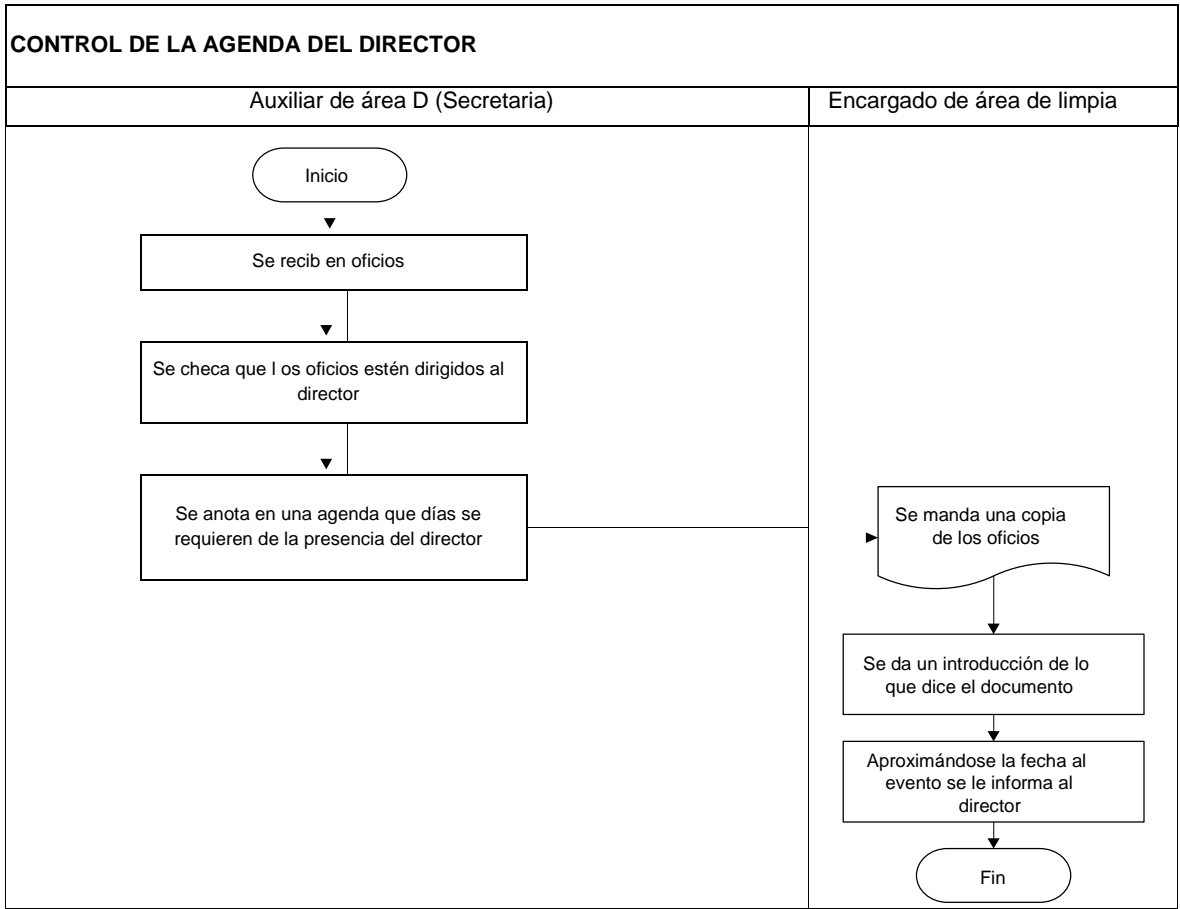 CONTROL DE LA AGENDA DEL DIRECTOR
Auxiliar de área D (Secretaria)
Encargado de área de limpia
Inicio
Se recib en oficios
Se checa que l os oficios estén dirigidos al
director
Se anota en una agenda que días se
requieren de la presencia del director
Se manda una copia
de los oficios
Se da un introducción de lo
que dice el documento
Aproximándose la fecha al
evento se le informa al
director
Fin